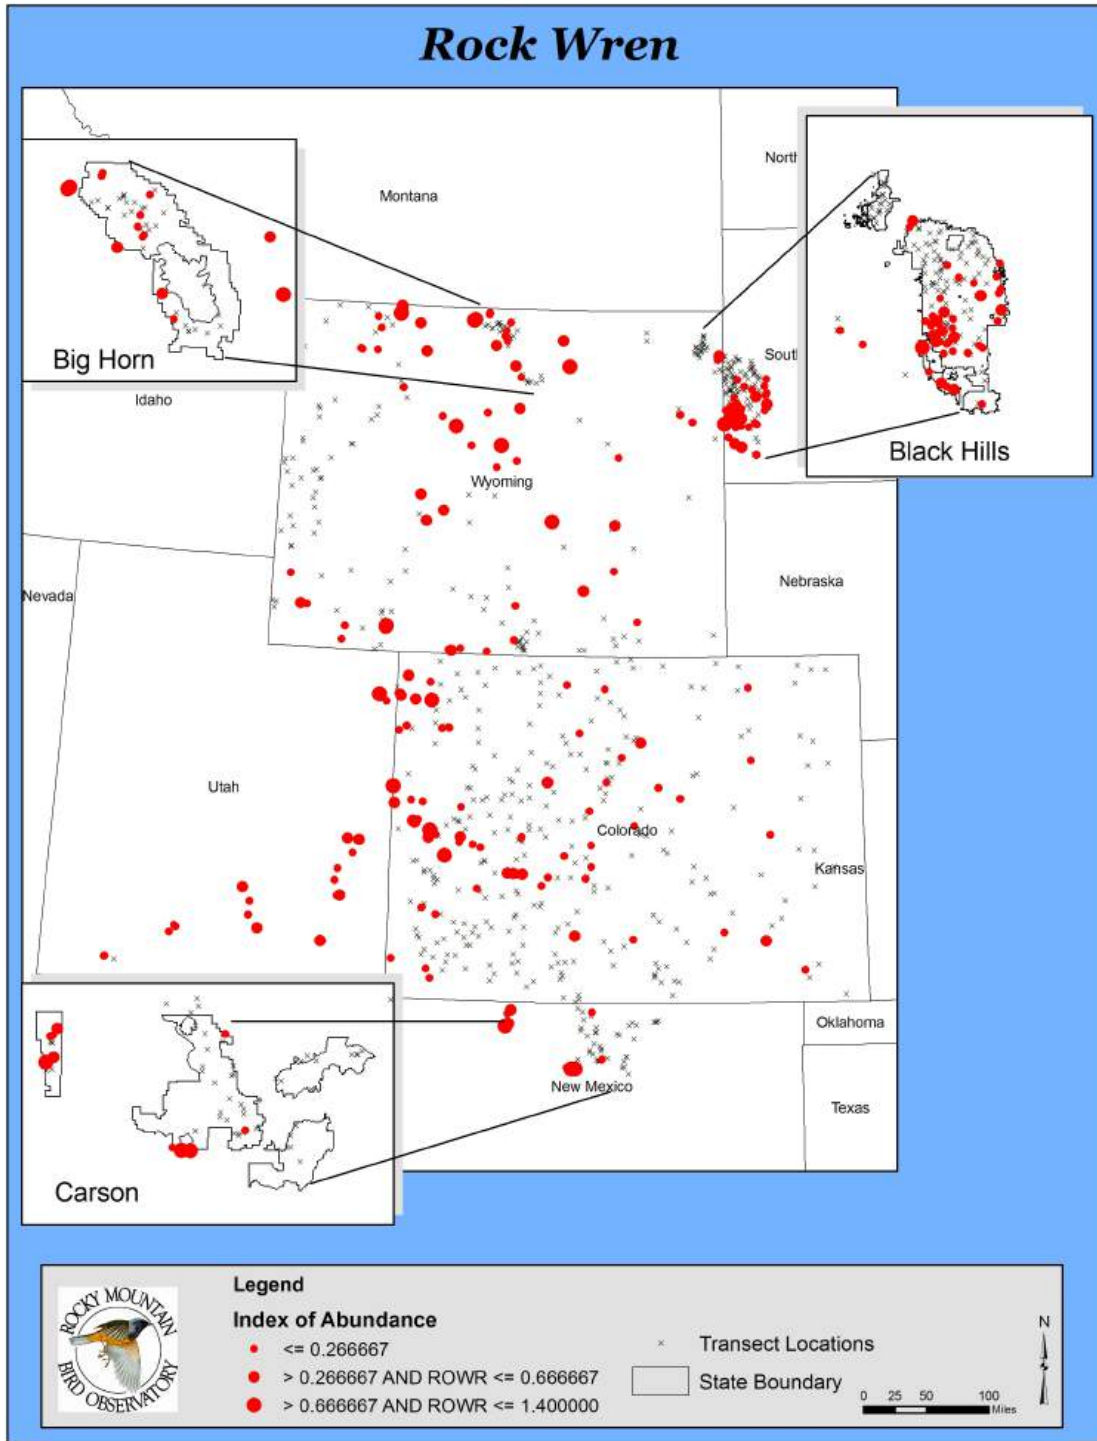 Rock Wren
Montana
North
Big Horn
Idaho
South
Black Hills
Wyoming
Nebraska
Nevada
Utah
Colorado
Kansas
Carson
Oklahoma
New Mexico
Texas
Legend
Index of Abundance
<= 0.266667
> 0.266667 AND ROWR <= 0.666667
> 0.666667 AND ROWR <= 1.400000
Transect Locations
State Boundary
N
0 25 50 100
Miles
ROCKY MOUNTAIN
BIRD OBSERVATORY